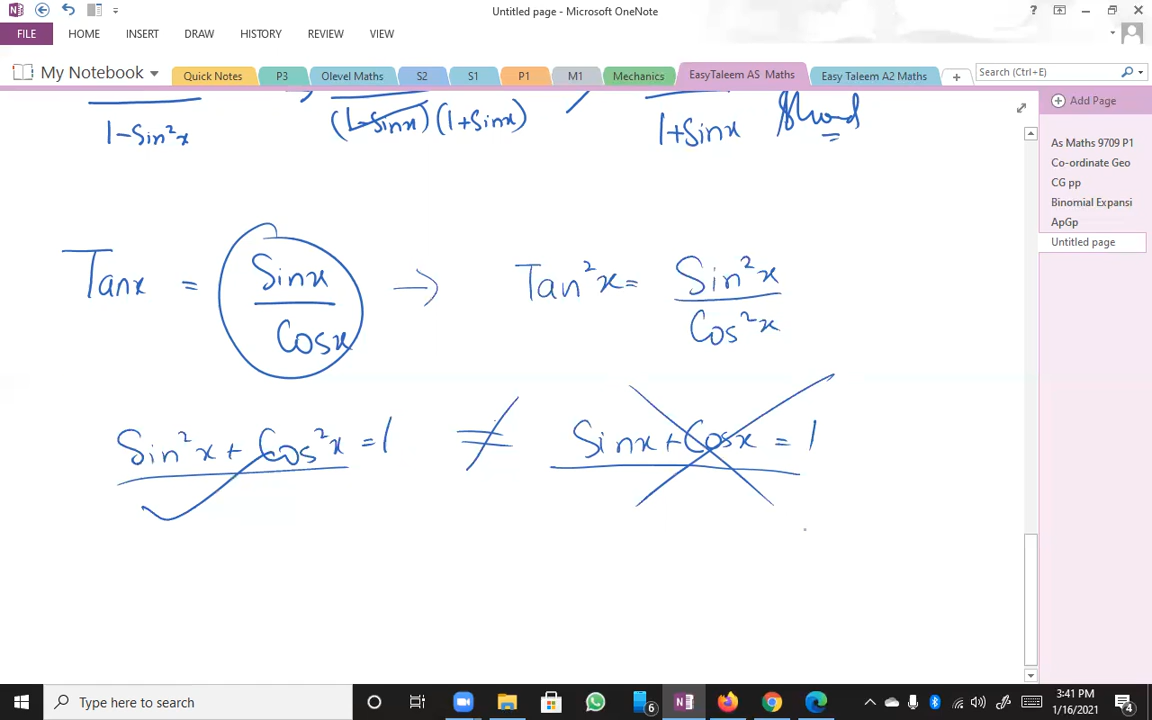 Untitled page - Microsoft OneNote
FILE HOME INSERT DRAW HISTORY REVIEW VIEW
My Notebook Quick Notes P3 Olevel Maths S2 S1 P1 M1 Mechanics EasyTaleem AS Maths Easy Taleem A2 Maths Search (Ctrl+E)
Add Page
As Maths 9709 P1
Co-ordinate Geo
CG pp
Binomial Expansi
ApGp
Untitled page
1-Sin²x (1-Sinx)(1+Sinx) 1+Sinx
Tanx = Sinx / Cosx → Tan²x = Sin²x / Cos²x
Sin²x + Cos²x = 1 ≠ Sinx + Cosx = 1
Type here to search
6
3:41 PM
1/16/2021
4